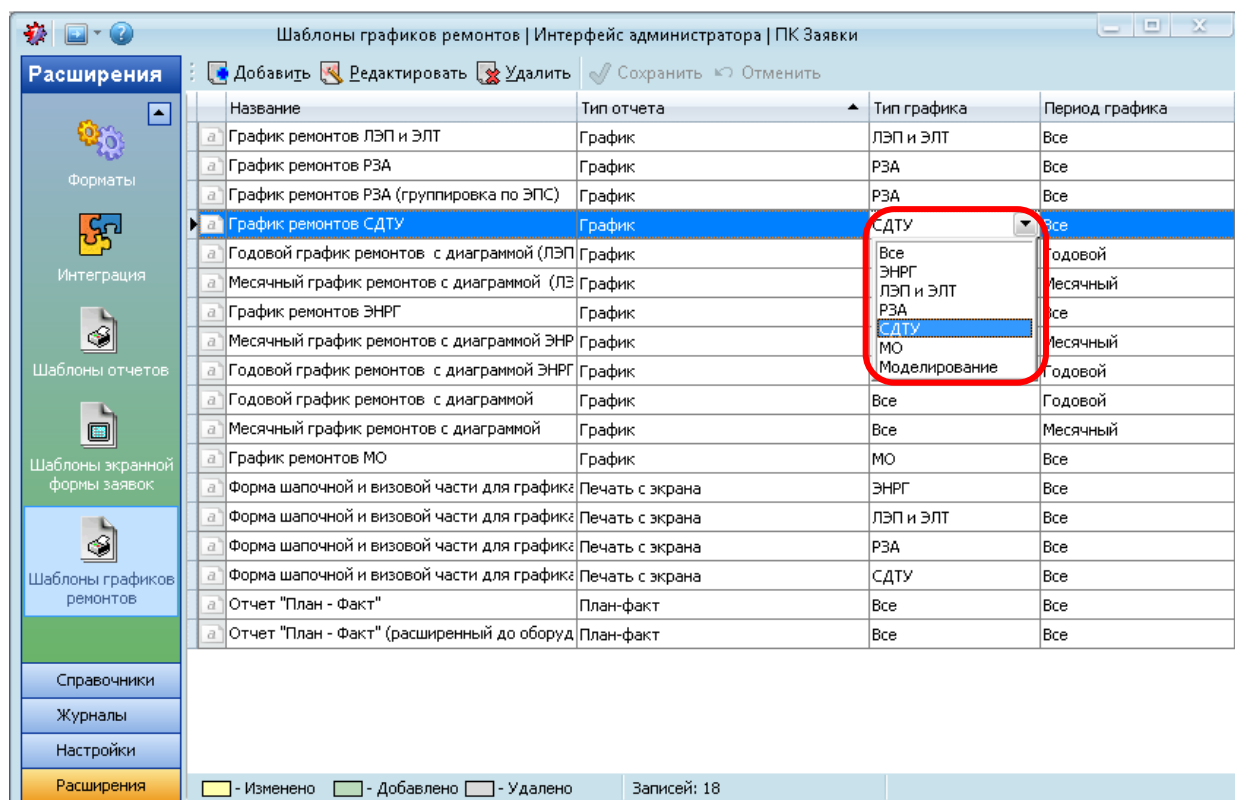 Шаблоны графиков ремонтов | Интерфейс администратора | ПК Заявки
Расширения
Добавить Редактировать Удалить Сохранить Отменить
Форматы
Интеграция
Шаблоны отчетов
Шаблоны экранной
формы заявок
Шаблоны графиков
ремонтов
Справочники
Журналы
Настройки
Расширения
Название Тип отчета Тип графика Период графика
График ремонтов ЛЭП и ЭЛТ График ЛЭП и ЭЛТ Все
График ремонтов РЗА График РЗА Все
График ремонтов РЗА (группировка по ЭПС) График РЗА Все
График ремонтов СДТУ График СДТУ Все
Годовой график ремонтов с диаграммой (ЛЭП График Годовой
Месячный график ремонтов с диаграммой (ЛЭ График Месячный
График ремонтов ЭНРГ График Все
Месячный график ремонтов с диаграммой ЭНР График Месячный
Годовой график ремонтов с диаграммой ЭНРГ График Годовой
Все
ЭНРГ
ЛЭП и ЭЛТ
РЗА
СДТУ
МО
Моделирование
Годовой график ремонтов с диаграммой График Все Годовой
Месячный график ремонтов с диаграммой График Все Месячный
График ремонтов МО График МО Все
Форма шапочной и визовой части для графика Печать с экрана ЭНРГ Все
Форма шапочной и визовой части для графика Печать с экрана ЛЭП и ЭЛТ Все
Форма шапочной и визовой части для графика Печать с экрана РЗА Все
Форма шапочной и визовой части для графика Печать с экрана СДТУ Все
Отчет "План - Факт" План-факт Все Все
Отчет "План - Факт" (расширенный до оборуд План-факт Все Все
- Изменено - Добавлено - Удалено Записей: 18